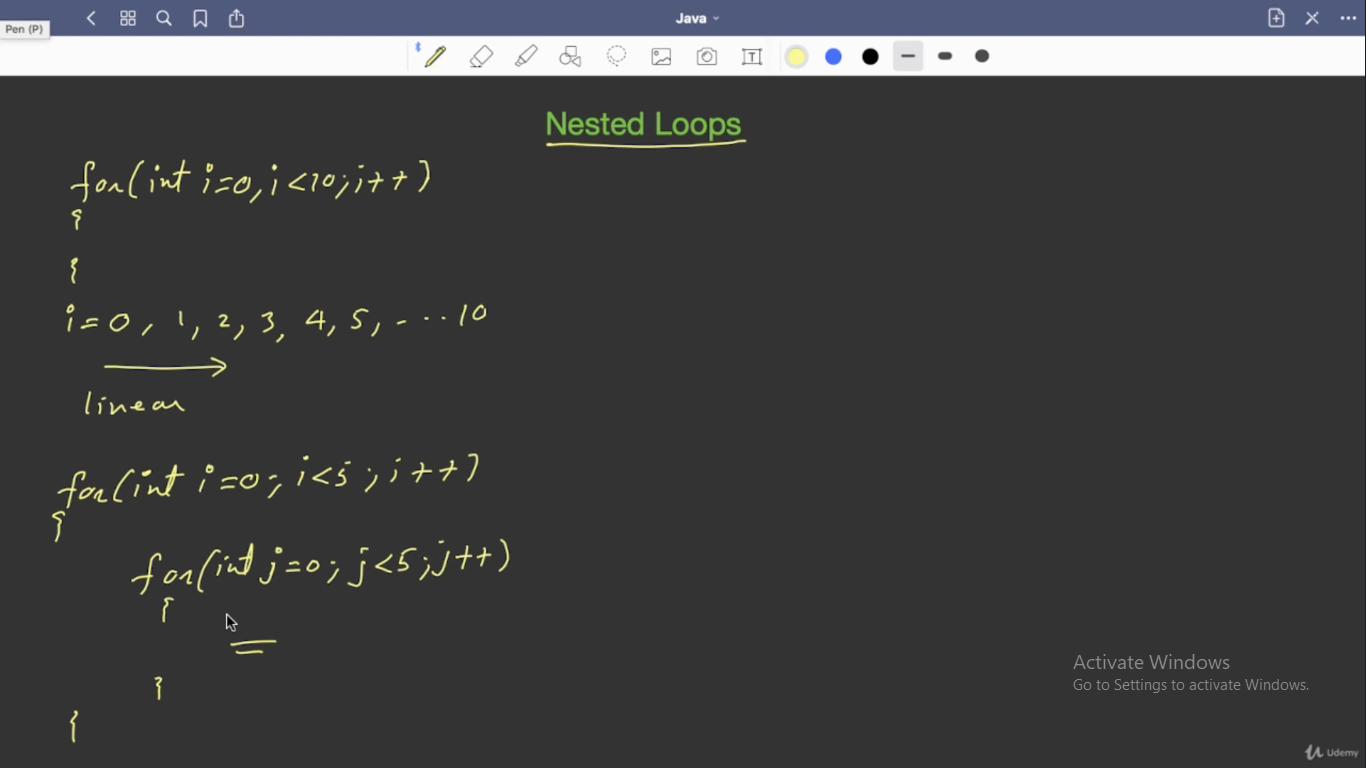 Java
Pen (P)
T
Nested Loops
for(int i=0,i<10;i++)
{
{
i=0, 1, 2, 3, 4, 5, -..10
linear
for(int i=0; i<5; i++)
{
for(int j=0; j<5; j++)
{
}
{
Activate Windows
Go to Settings to activate Windows.
Udemy